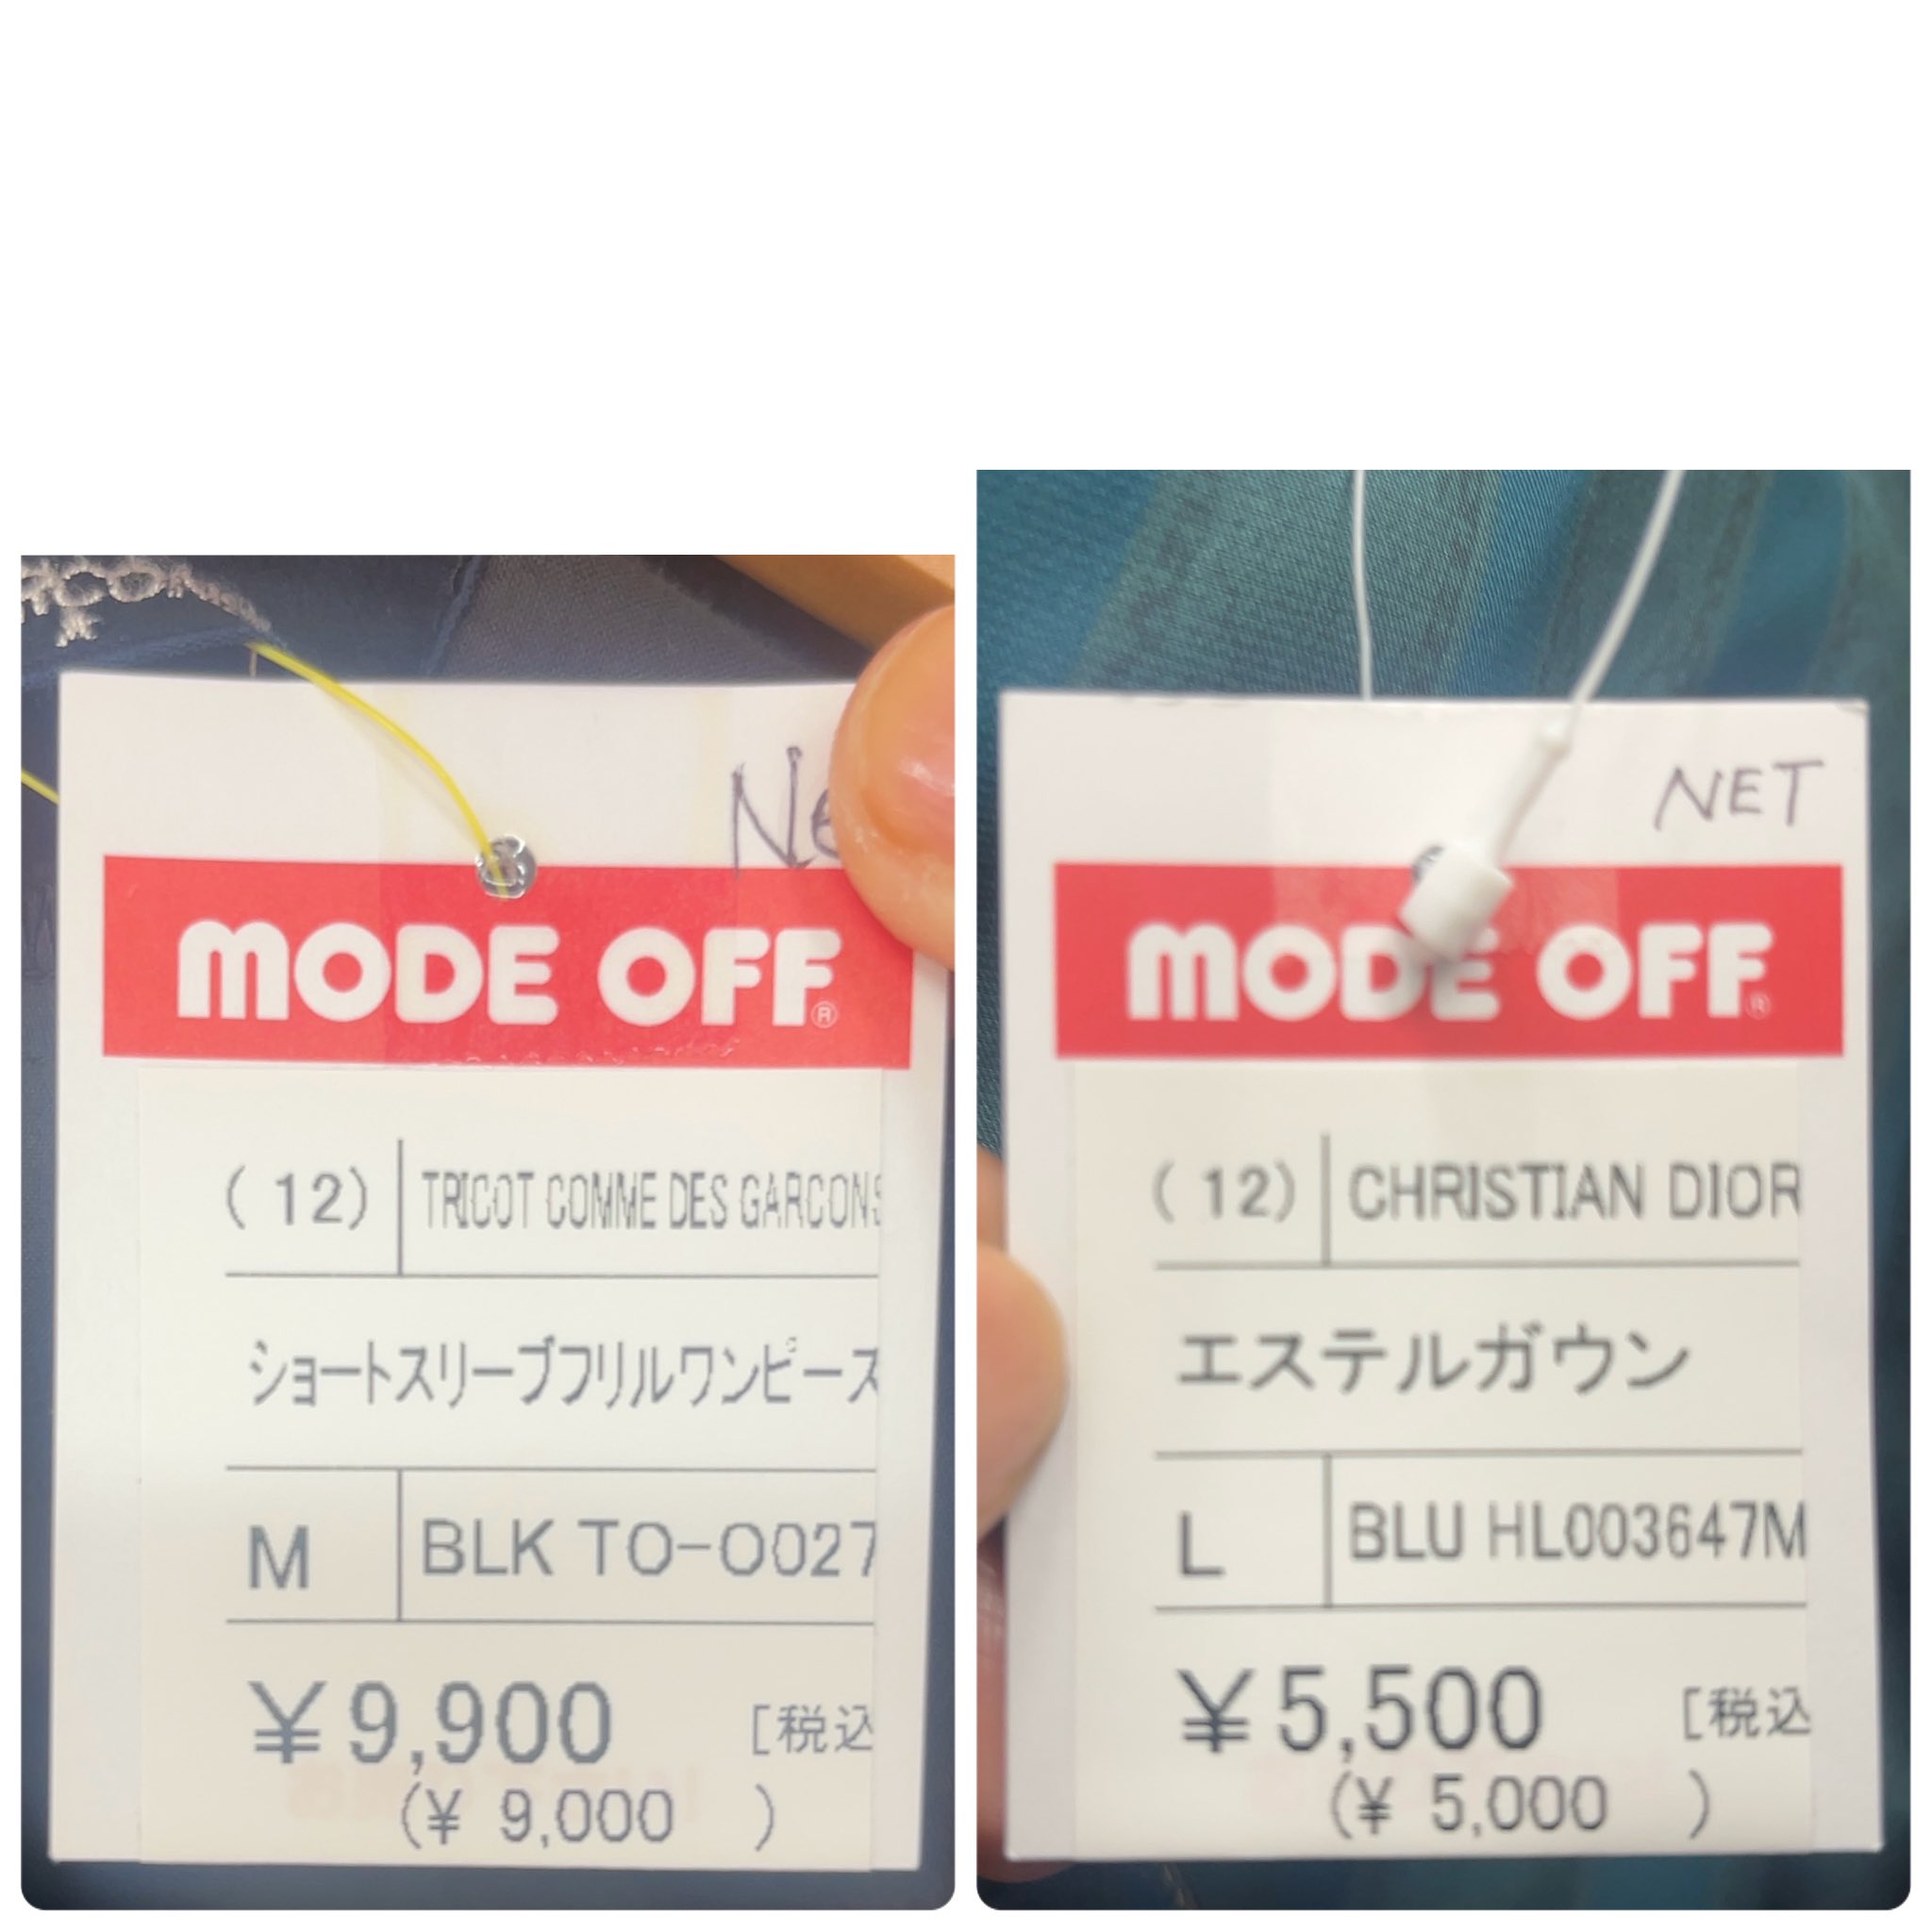 MODE OFF®
(12) TRICOT COMME DES GARCONS
ショートスリーブフリルワンピース
M BLK TO-O027
¥9,900 [税込
(¥ 9,000 )
NET
MODE OFF®
(12) CHRISTIAN DIOR
エステルガウン
L BLU HL003647M
¥5,500 [税込
(¥ 5,000 )